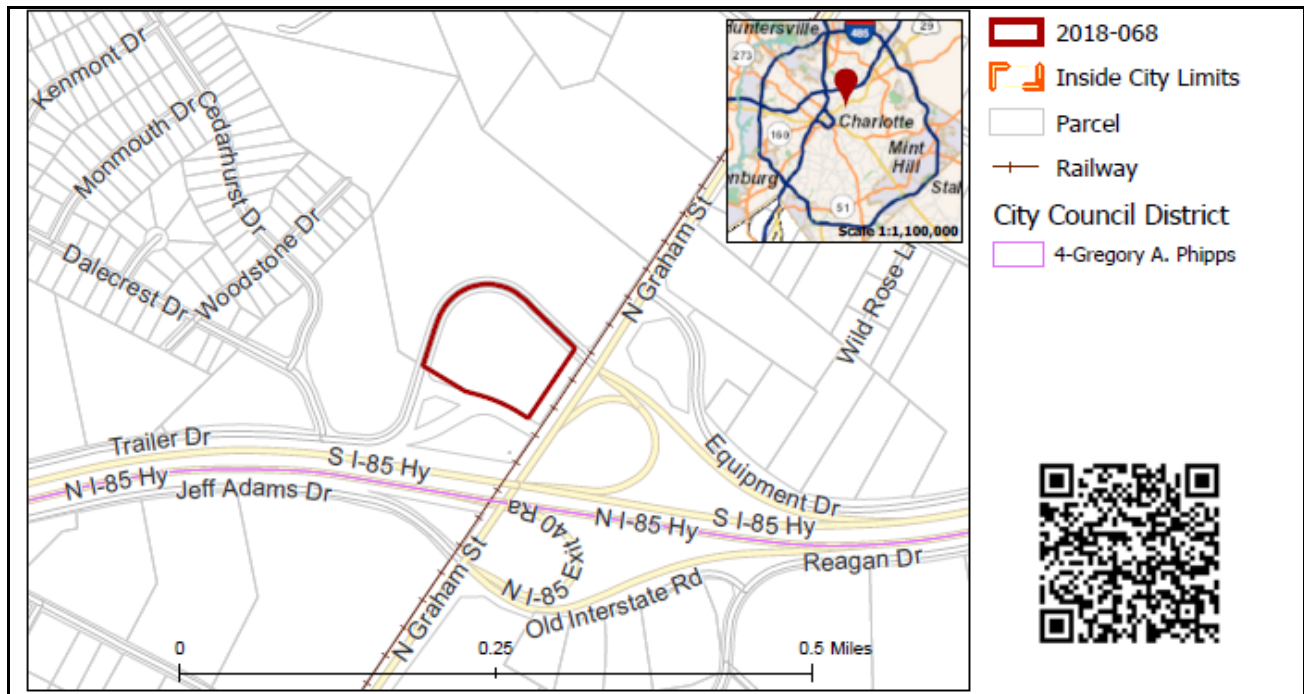 Kenmont Dr
Monmouth Dr
Cedarhurst Dr
Woodstone Dr
Dalecrest Dr
Trailer Dr
S I-85 Hy
N I-85 Hy
Jeff Adams Dr
N Graham St
N Graham St
Wild Rose Ln
Equipment Dr
S I-85 Hy
N I-85 Hy
N I-85 Exit 40 Ra
Reagan Dr
Old Interstate Rd
0
0.25
0.5 Miles
Huntersville
485
29
273
Charlotte
160
Mint
Hill
nburg
Stal
51
Scale 1:1,100,000
2018-068
Inside City Limits
Parcel
Railway
City Council District
4-Gregory A. Phipps